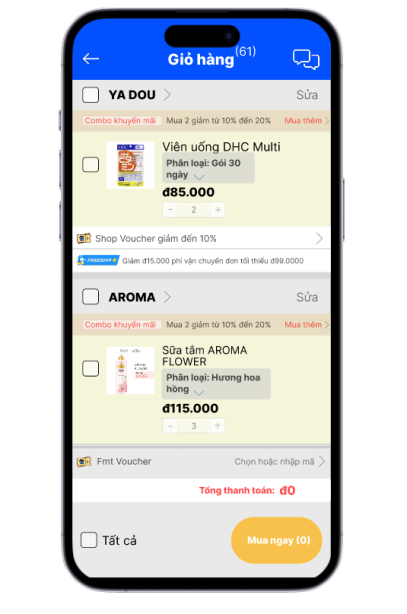 Giỏ hàng (61)
YA DOU
Sửa
Combo khuyến mãi Mua 2 giảm từ 10% đến 20% Mua thêm
Viên uống DHC Multi
Phân loại: Gói 30
ngày
đ85.000
- 2 +
Shop Voucher giảm đến 10%
FREESHIP Giảm đ15.000 phí vận chuyển đơn tối thiểu đ99.0000
AROMA
Sửa
Combo khuyến mãi Mua 2 giảm từ 10% đến 20% Mua thêm
Sữa tắm AROMA
FLOWER
Phân loại: Hương hoa
hồng
đ115.000
- 3 +
Fmt Voucher
Chọn hoặc nhập mã
Tổng thanh toán: đ0
Tất cả
Mua ngay (0)